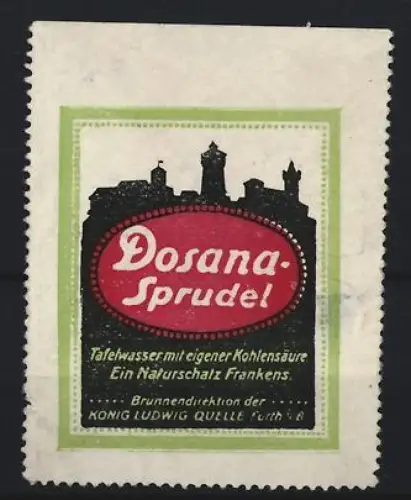 Dosana-
Sprudel
Tafelwasser mit eigener Kohlensäure
Ein Naturschatz Frankens.
Brunnendirektion der
KÖNIG LUDWIG QUELLE Fürth i/B